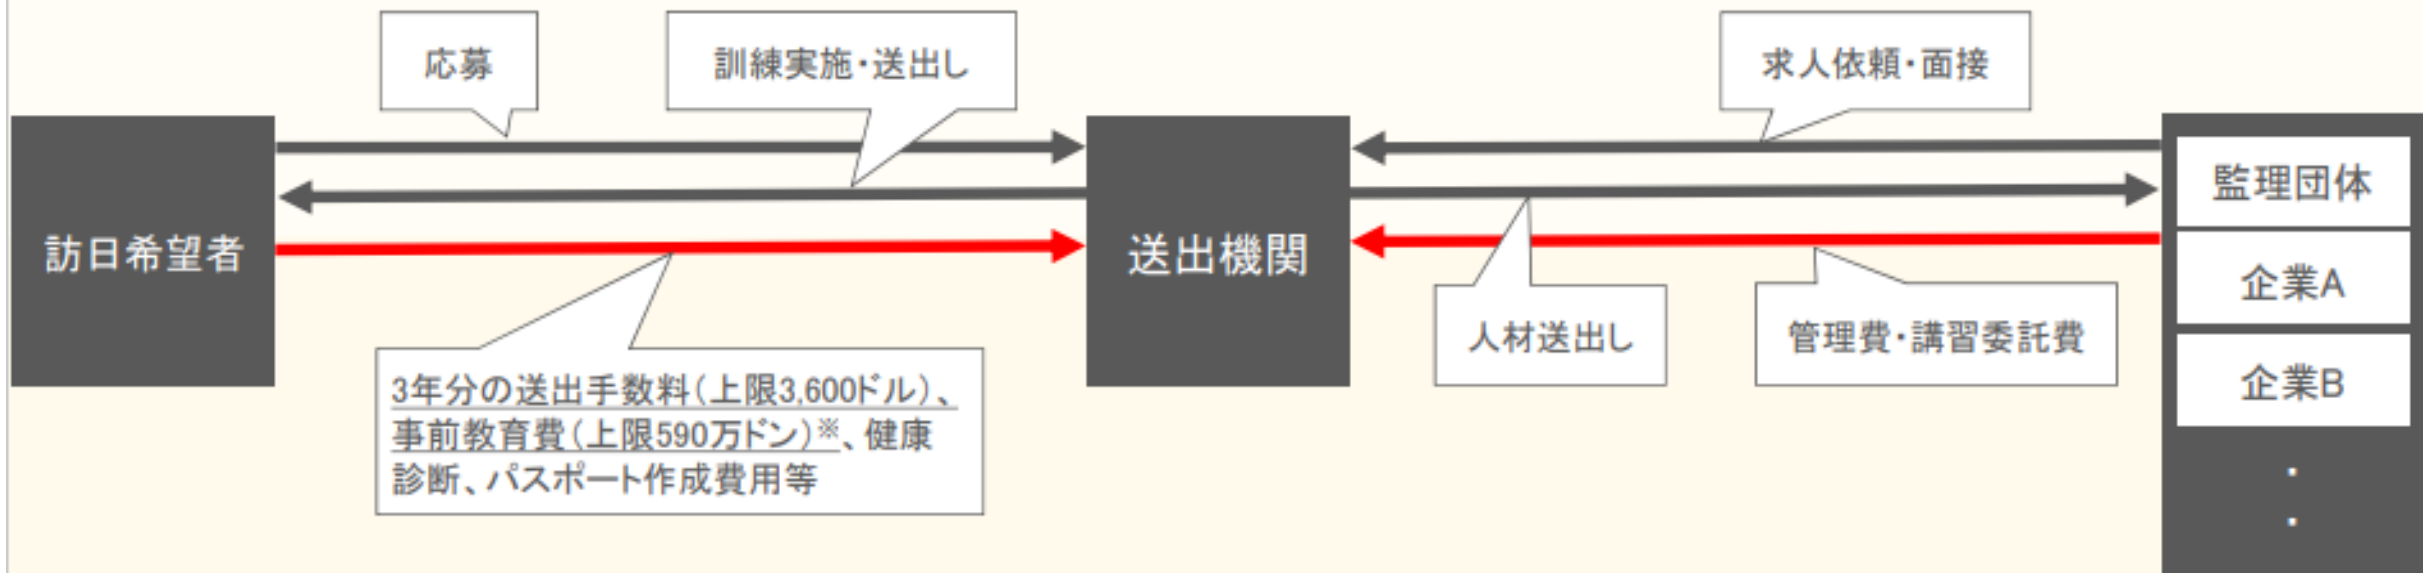 応募
訓練実施・送出し
求人依頼・面接
訪日希望者
送出機関
監理団体
企業A
企業B
・
・
人材送出し
管理費・講習委託費
3年分の送出手数料(上限3,600ドル)、
事前教育費(上限590万ドン)※、健康
診断、パスポート作成費用等